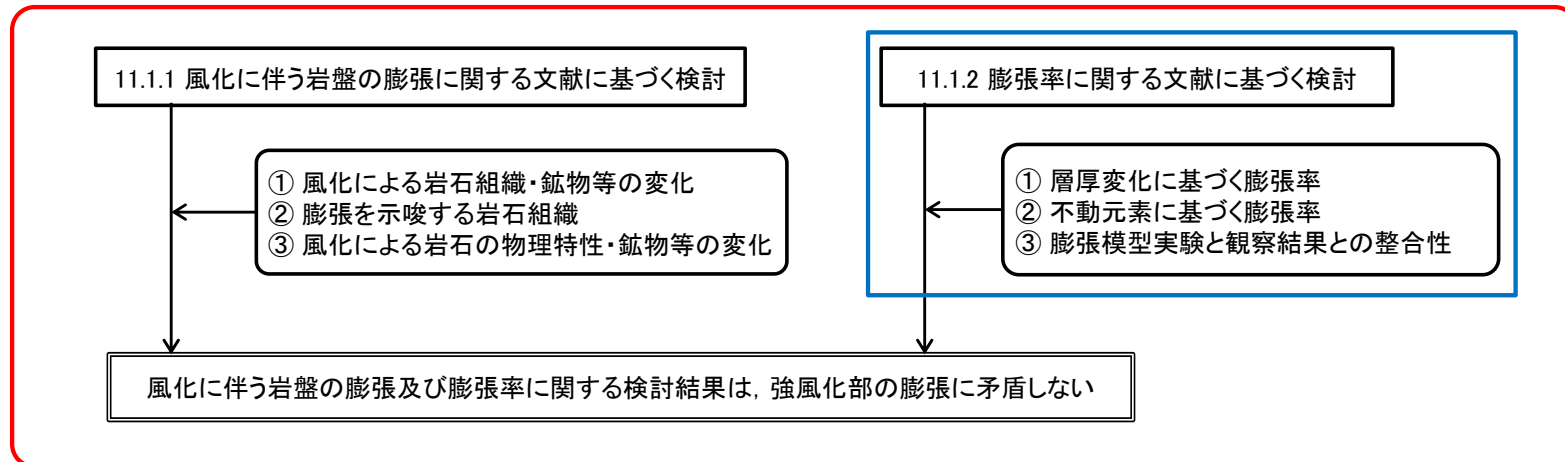 11.1.1 風化に伴う岩盤の膨張に関する文献に基づく検討
① 風化による岩石組織・鉱物等の変化
② 膨張を示唆する岩石組織
③ 風化による岩石の物理特性・鉱物等の変化
11.1.2 膨張率に関する文献に基づく検討
① 層厚変化に基づく膨張率
② 不動元素に基づく膨張率
③ 膨張模型実験と観察結果との整合性
風化に伴う岩盤の膨張及び膨張率に関する検討結果は，強風化部の膨張に矛盾しない